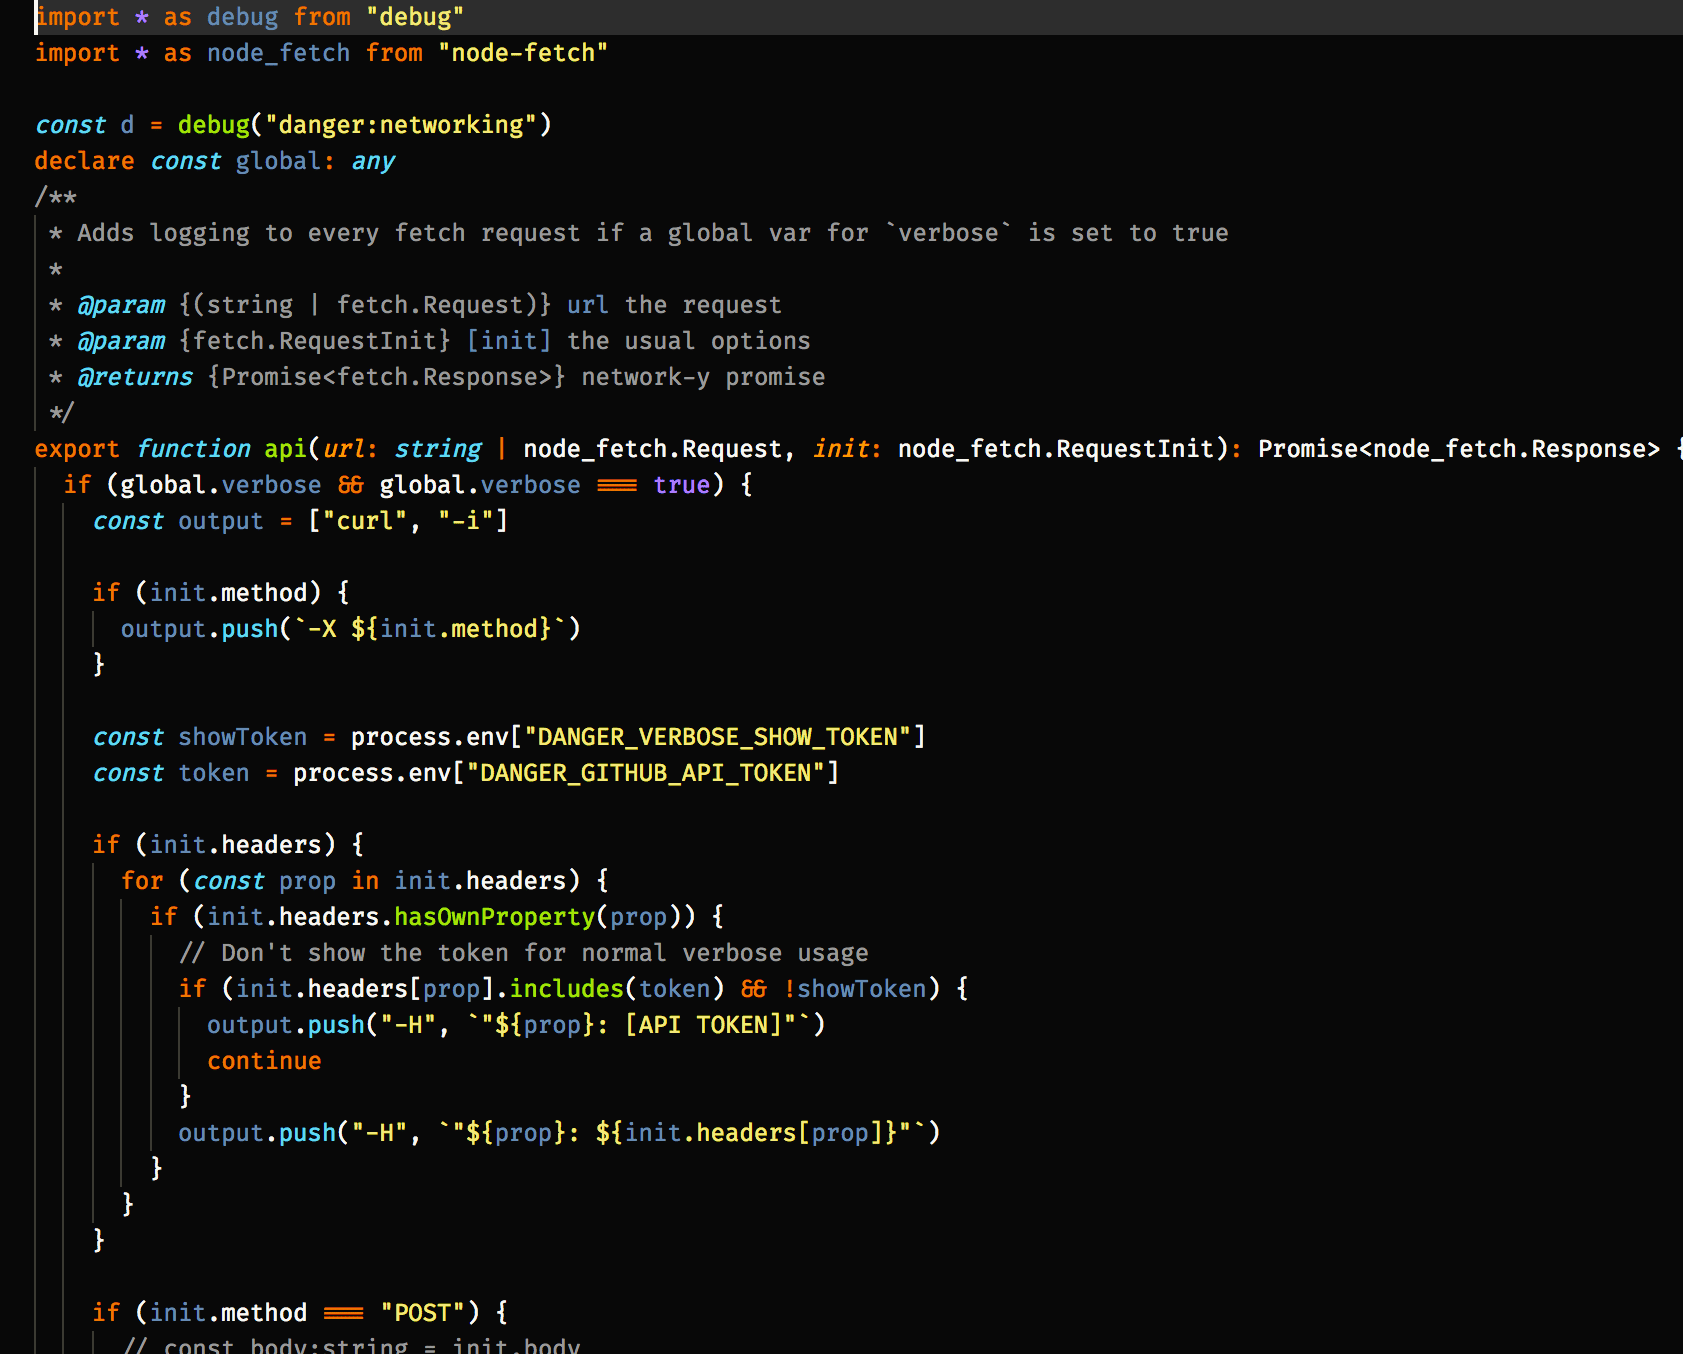 import * as debug from "debug"
import * as node_fetch from "node-fetch"

const d = debug("danger:networking")
declare const global: any
/**
 * Adds logging to every fetch request if a global var for `verbose` is set to true
 *
 * @param {(string | fetch.Request)} url the request
 * @param {fetch.RequestInit} [init] the usual options
 * @returns {Promise<fetch.Response>} network-y promise
 */
export function api(url: string | node_fetch.Request, init: node_fetch.RequestInit): Promise<node_fetch.Response> {
  if (global.verbose && global.verbose === true) {
    const output = ["curl", "-i"]

    if (init.method) {
      output.push(`-X ${init.method}`)
    }

    const showToken = process.env["DANGER_VERBOSE_SHOW_TOKEN"]
    const token = process.env["DANGER_GITHUB_API_TOKEN"]

    if (init.headers) {
      for (const prop in init.headers) {
        if (init.headers.hasOwnProperty(prop)) {
          // Don't show the token for normal verbose usage
          if (init.headers[prop].includes(token) && !showToken) {
            output.push("-H", `"${prop}: [API TOKEN]"`)
            continue
          }
          output.push("-H", `"${prop}: ${init.headers[prop]}"`)
        }
      }
    }

    if (init.method === "POST") {
      // const body:string = init.body